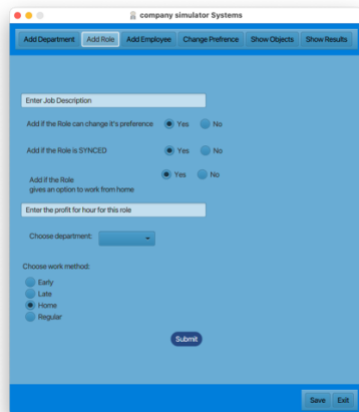 company simulator Systems
Add Department Add Role Add Employee Change Prefrence Show Objects Show Results
Enter Job Description
Add if the Role can change it's preference Yes No
Add if the Role is SYNCED Yes No
Add if the Role Yes No
gives an option to work from home
Enter the profit for hour for this role
Choose department:
Choose work method:
Early
Late
Home
Regular
Submit
Save Exit